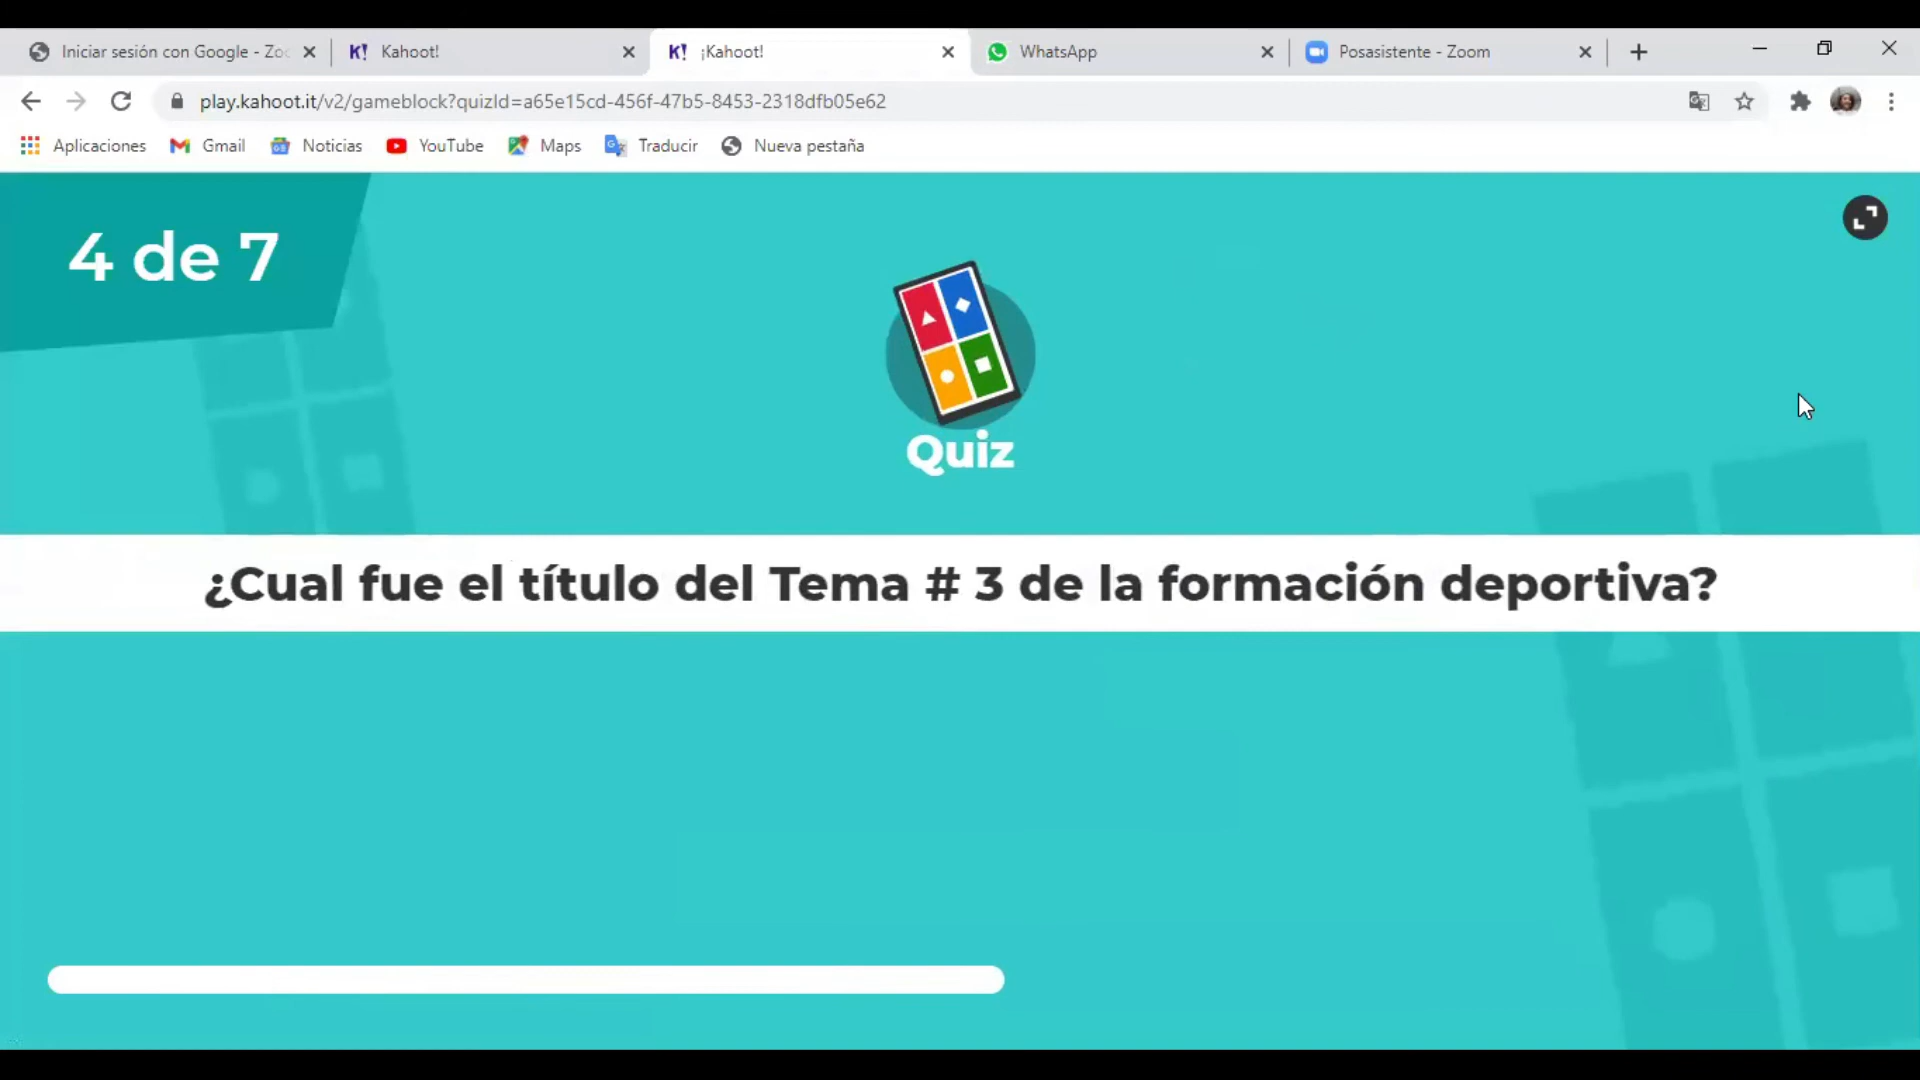 Iniciar sesión con Google - Zo
Kahoot!
¡Kahoot!
WhatsApp
Posasistente - Zoom
play.kahoot.it/v2/gameblock?quizId=a65e15cd-456f-47b5-8453-2318dfb05e62
Aplicaciones
Gmail
Noticias
YouTube
Maps
Traducir
Nueva pestaña
4 de 7
Quiz
¿Cual fue el título del Tema # 3 de la formación deportiva?